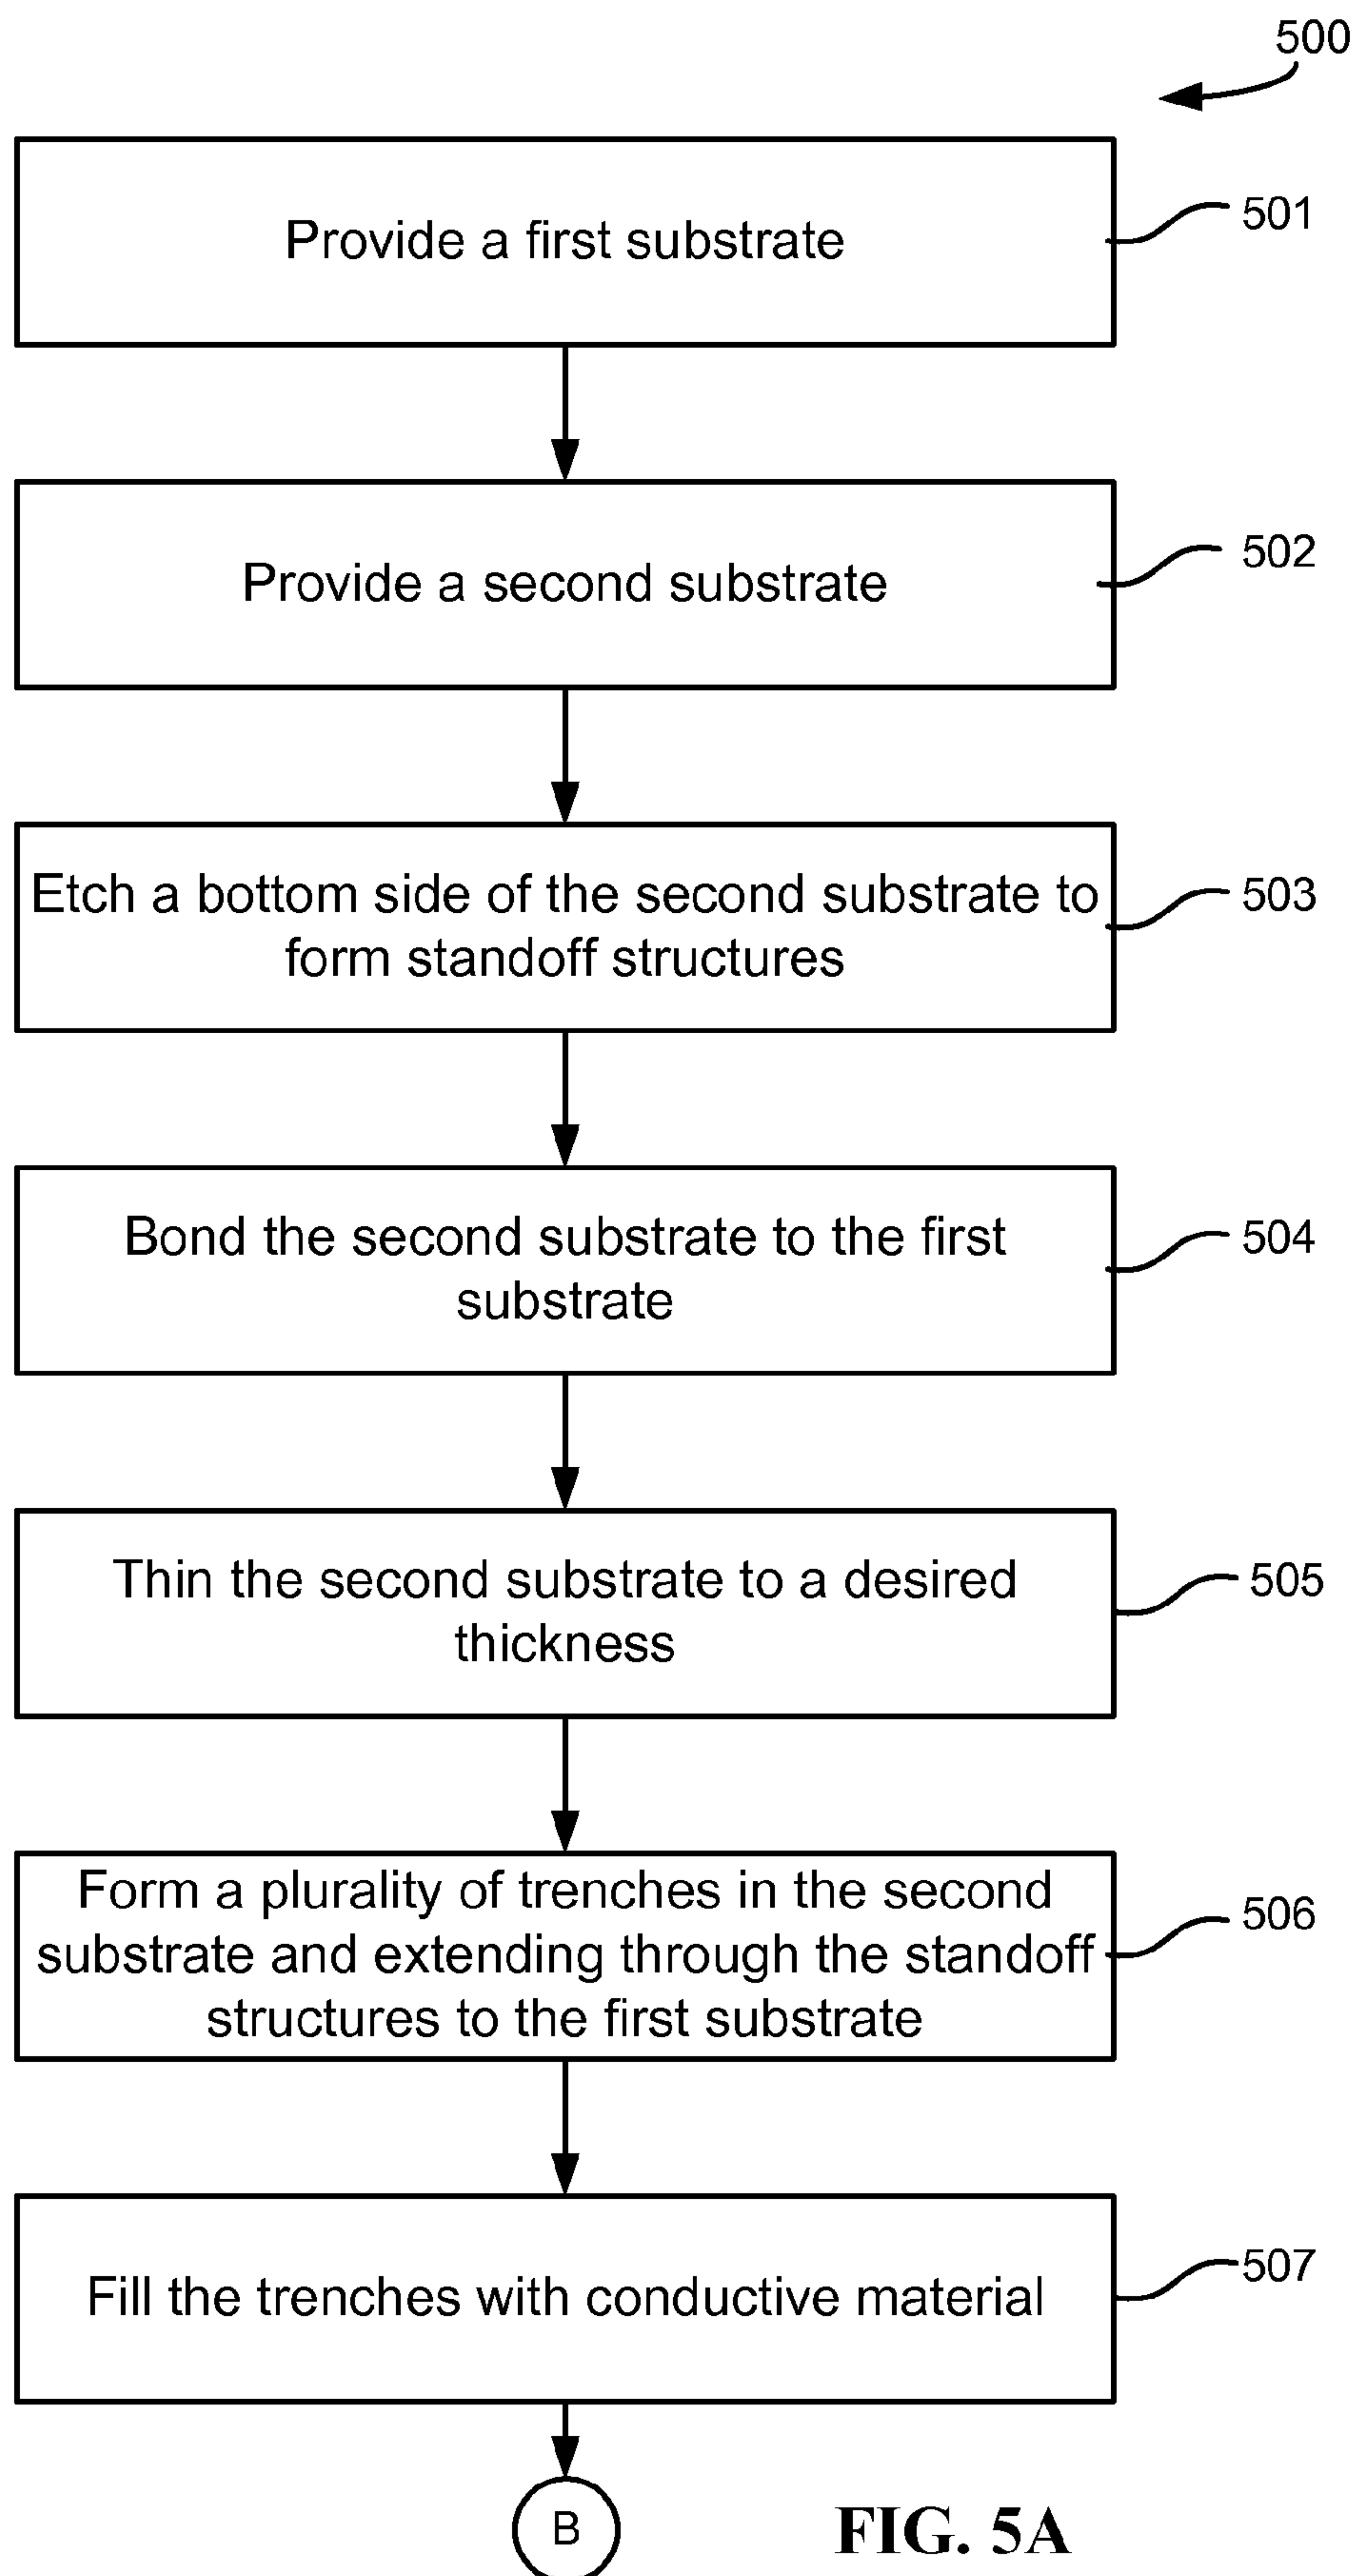 500
Provide a first substrate
501
Provide a second substrate
502
Etch a bottom side of the second substrate to
form standoff structures
503
Bond the second substrate to the first
substrate
504
Thin the second substrate to a desired
thickness
505
Form a plurality of trenches in the second
substrate and extending through the standoff
structures to the first substrate
506
Fill the trenches with conductive material
507
B
FIG. 5A